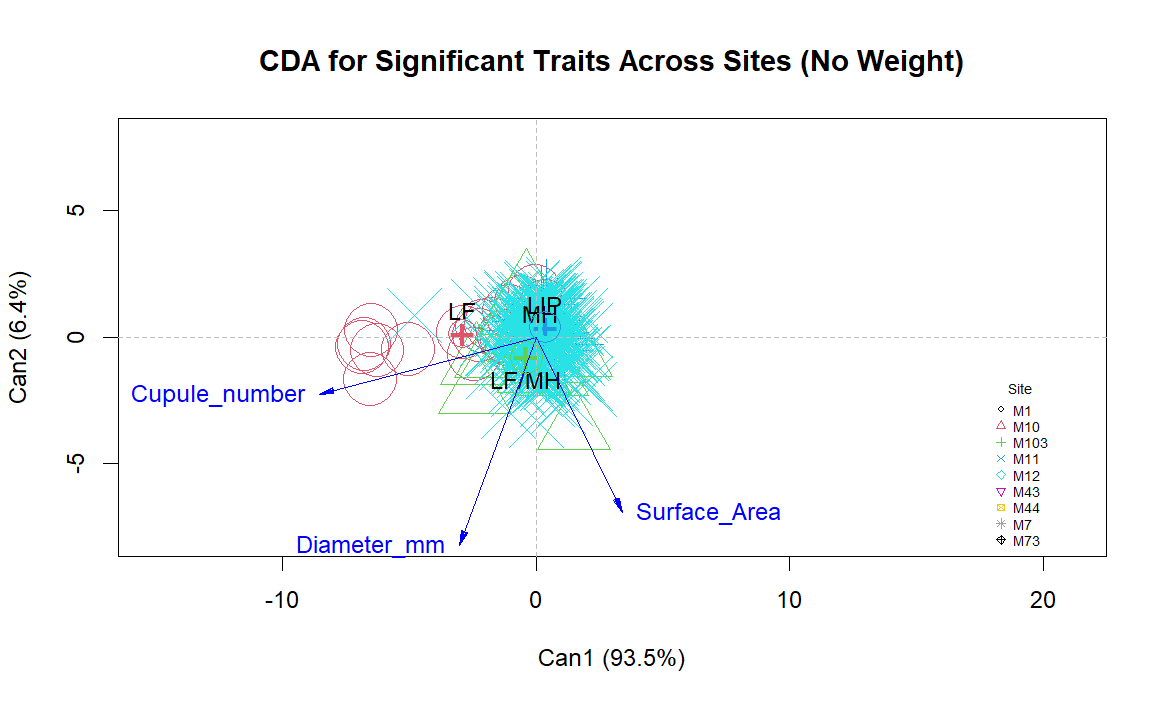 CDA for Significant Traits Across Sites (No Weight)
Can2 (6.4%)
5
0
-5
LF
LIP
MH
LF/MH
Cupule_number
Surface_Area
Diameter_mm
Site
M1
M10
M103
M11
M12
M43
M44
M7
M73
-10
0
10
20
Can1 (93.5%)